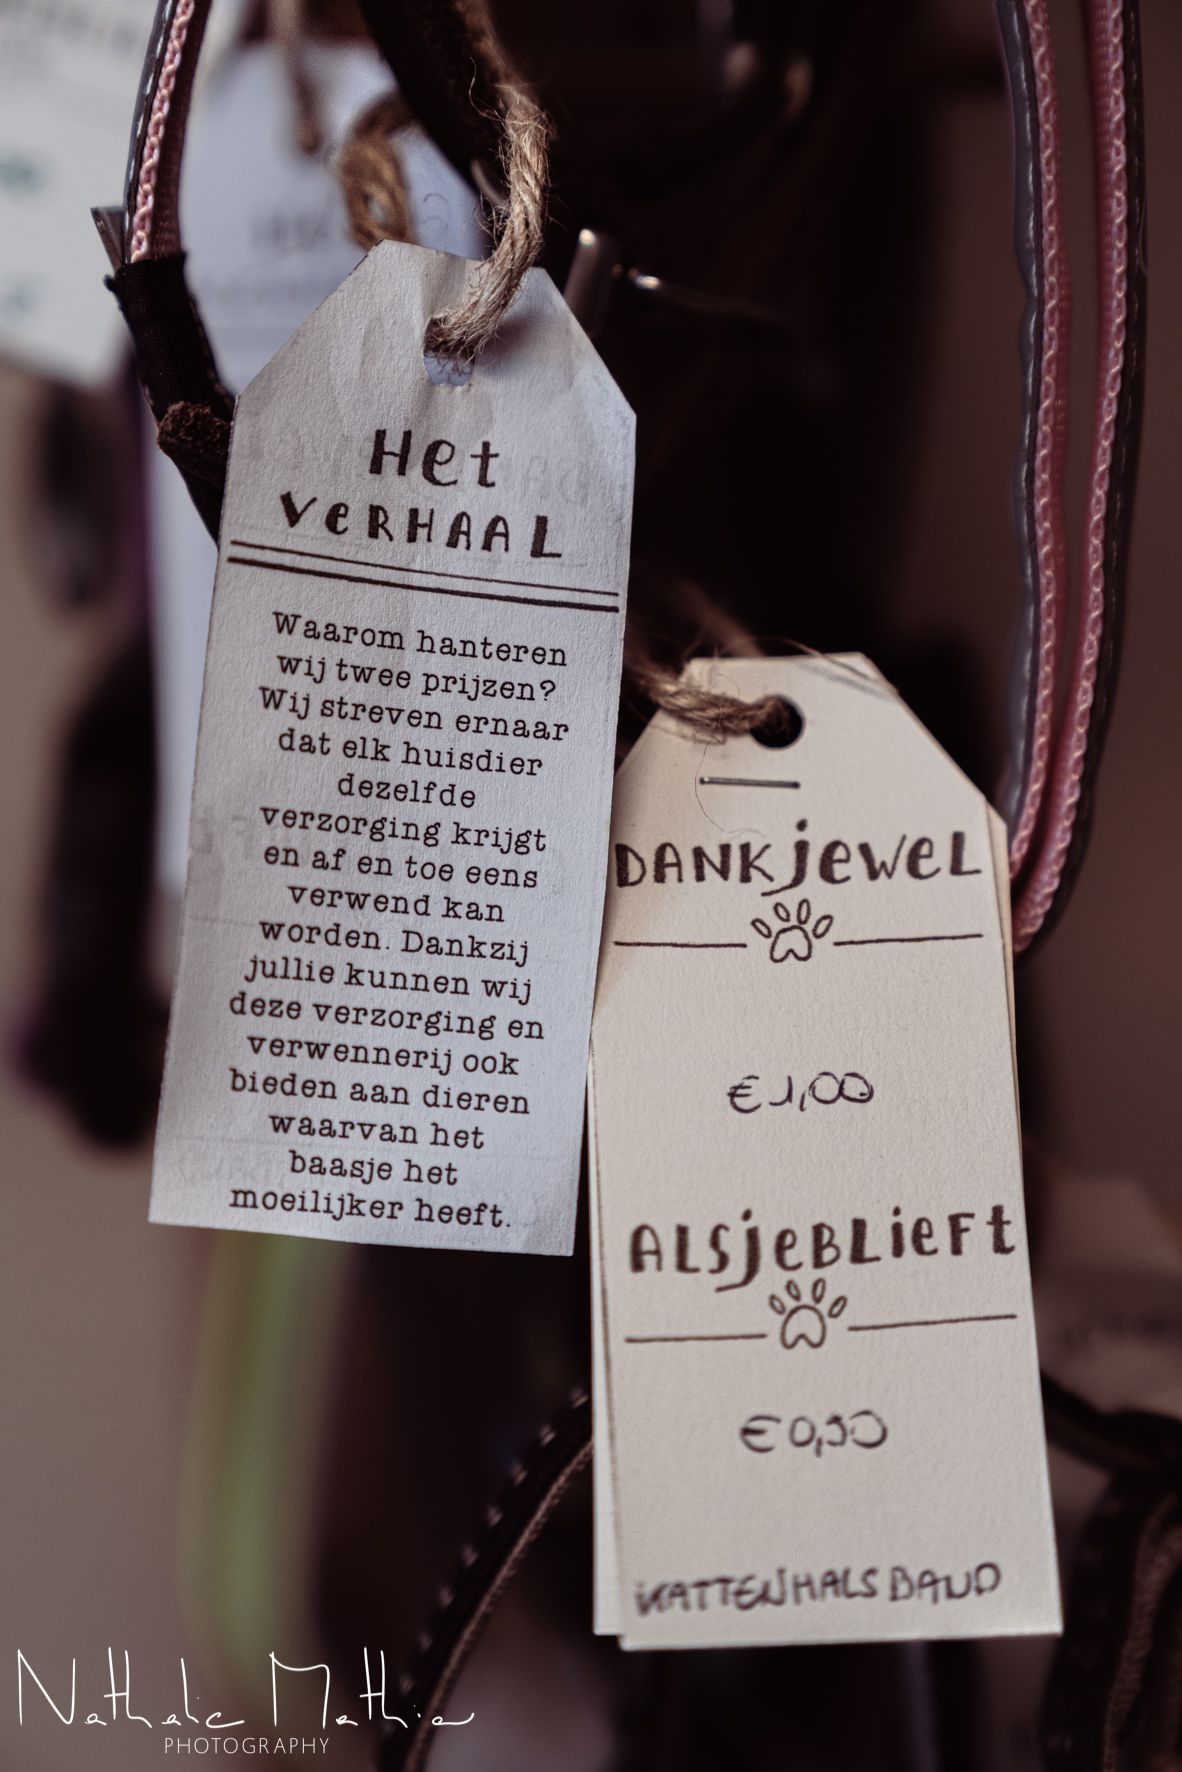 Het
VERHAAL
Waarom hanteren
wij twee prijzen?
Wij streven ernaar
dat elk huisdier
dezelfde
verzorging krijgt
en af en toe eens
verwend kan
worden. Dankzij
jullie kunnen wij
deze verzorging en
verwennerij ook
bieden aan dieren
waarvan het
baasje het
moeilijker heeft.
DANKjeWEL
€1,00
ALSjeBLieFt
€0,50
KATTENHALSBAND
Nathalie Mathieu
PHOTOGRAPHY